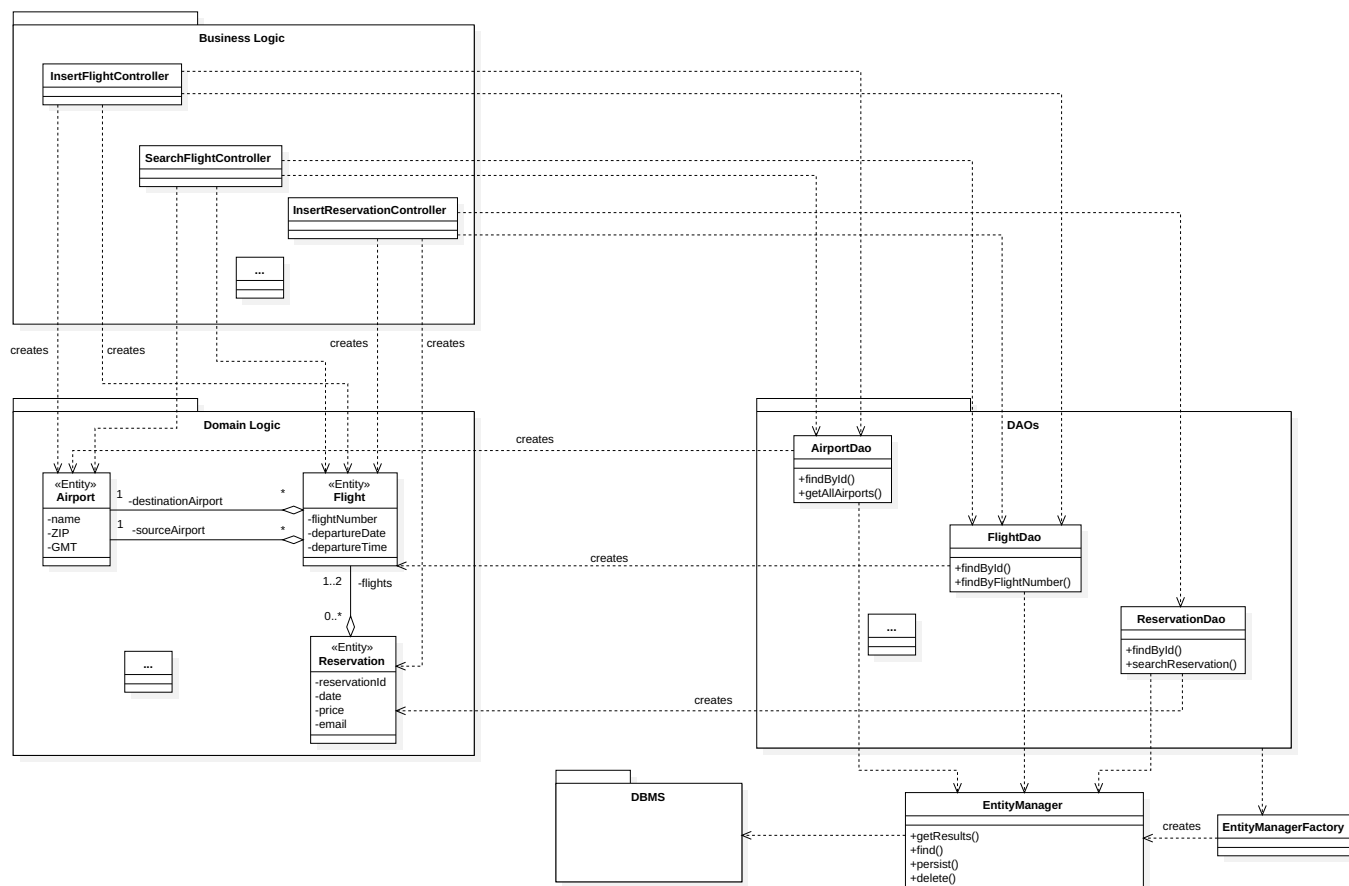 Business Logic
InsertFlightController
SearchFlightController
InsertReservationController
...
creates
creates
creates
creates
Domain Logic
DAOs
creates
AirportDao
+findById()
+getAllAirports()
«Entity»
Airport
-name
-ZIP
-GMT
1
-destinationAirport
*
1
-sourceAirport
*
«Entity»
Flight
-flightNumber
-departureDate
-departureTime
FlightDao
+findById()
+findByFlightNumber()
creates
1..2
-flights
0..*
ReservationDao
+findById()
+searchReservation()
...
...
«Entity»
Reservation
-reservationId
-date
-price
-email
creates
DBMS
EntityManager
+getResults()
+find()
+persist()
+delete()
creates
EntityManagerFactory